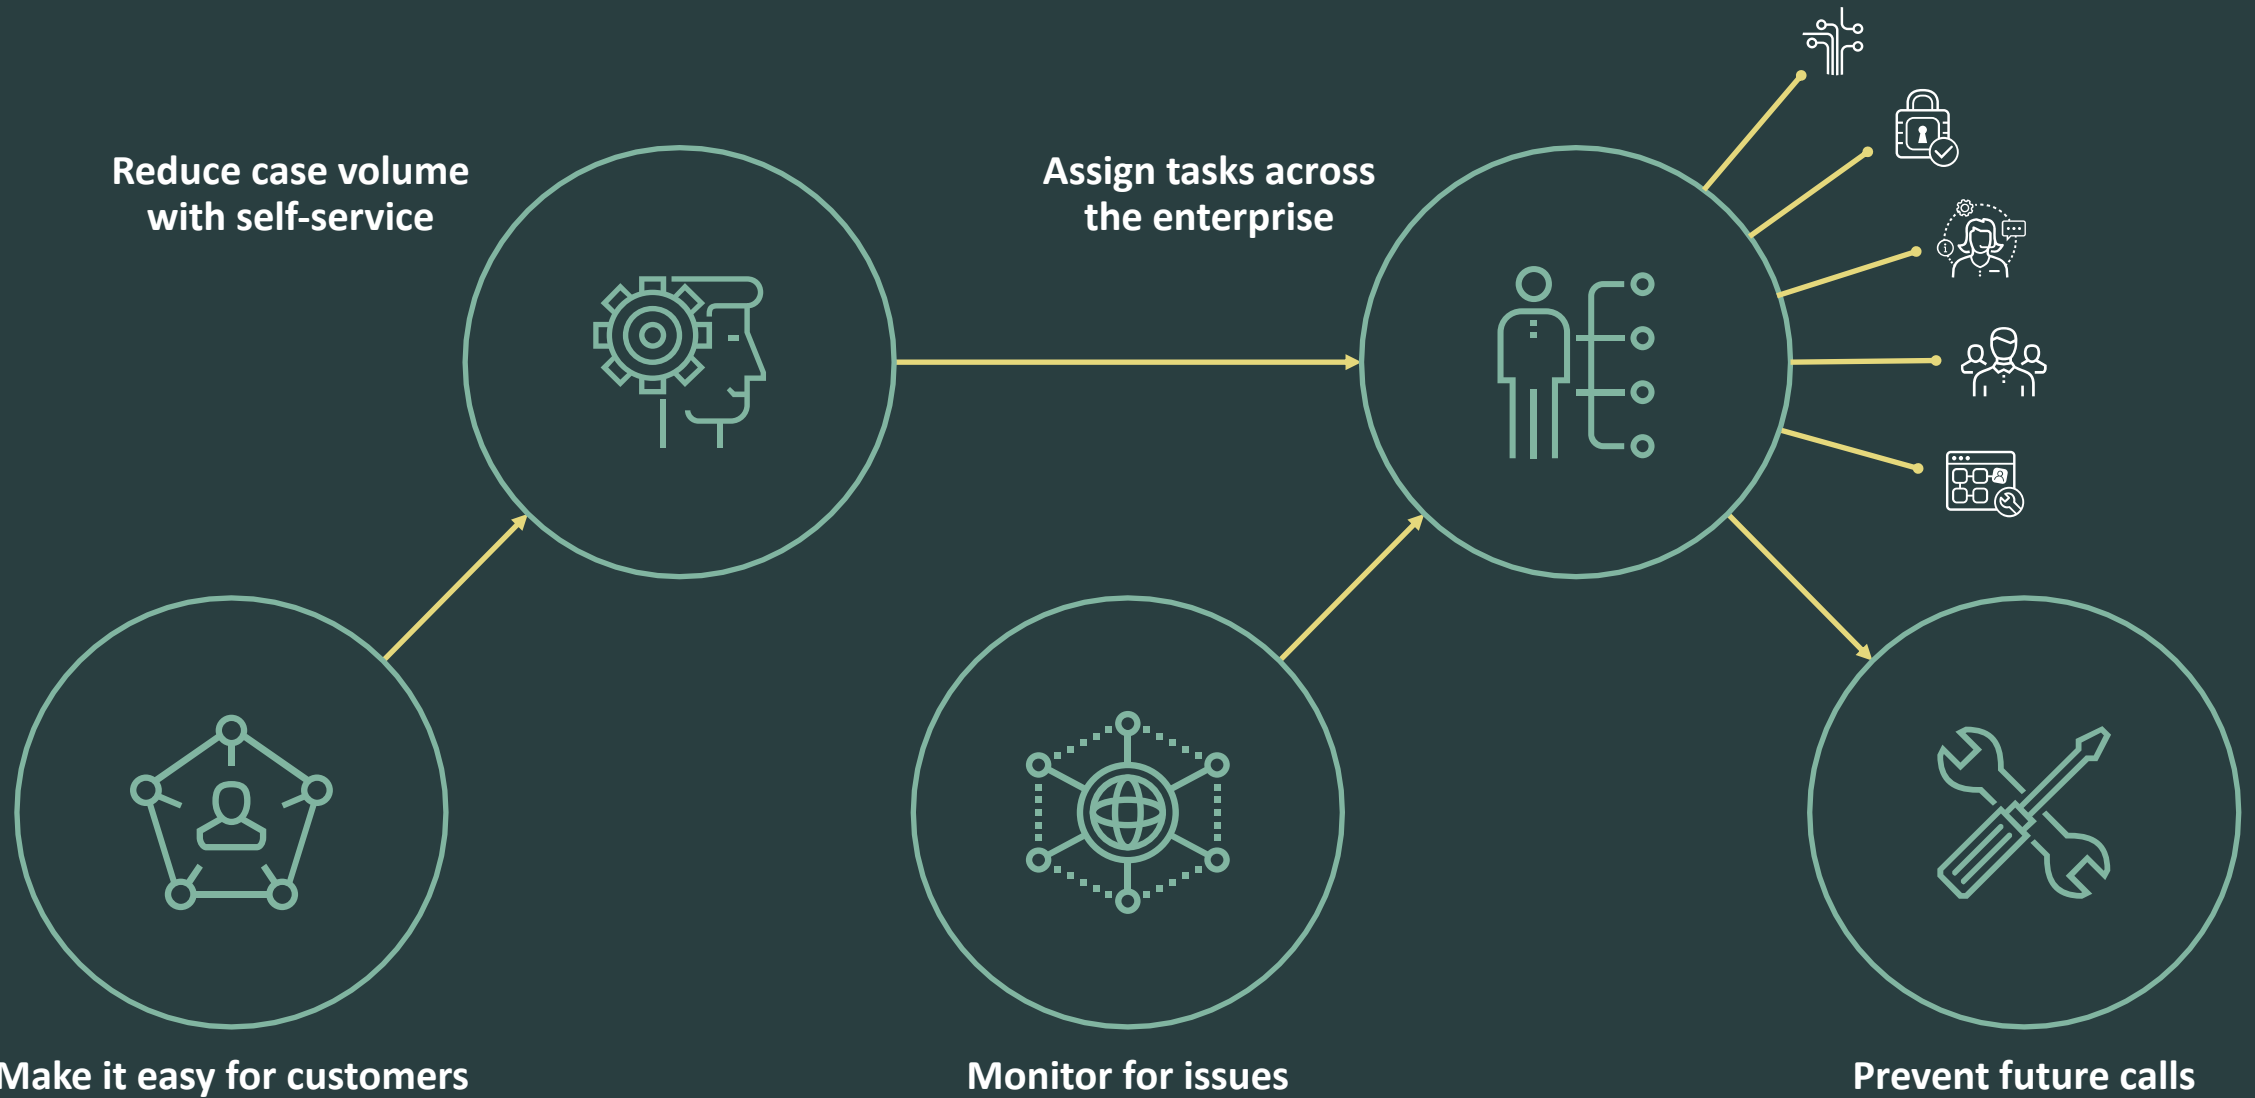 Reduce case volume
with self-service
Assign tasks across
the enterprise
Make it easy for customers
Monitor for issues
Prevent future calls